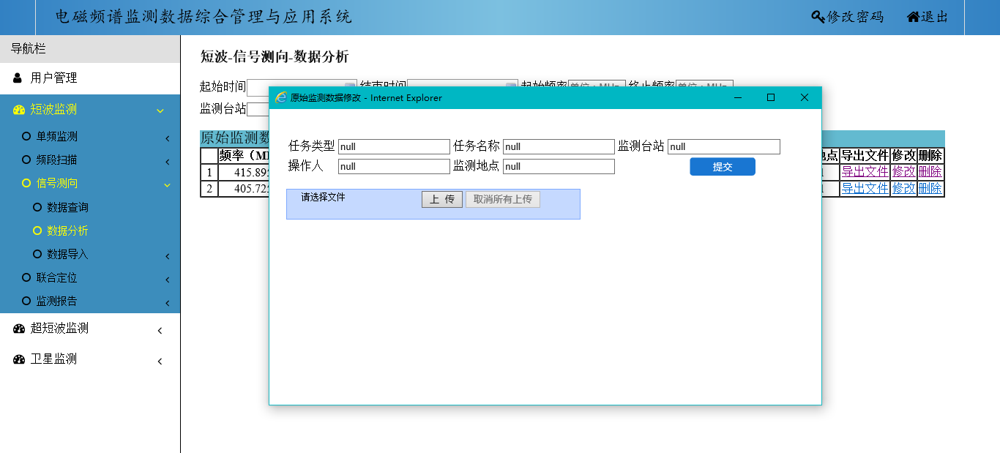 电磁频谱监测数据综合管理与应用系统 修改密码 退出
导航栏
用户管理
短波监测
单频监测
频段扫描
信号测向
数据查询
数据分析
数据导入
联合定位
监测报告
超短波监测
卫星监测
短波-信号测向-数据分析
起始时间 结束时间 起始频率 单位：MHz 终止频率 单位：MHz
监测台站
原始监测数
频率（M 点 导出文件 修改 删除
1 415.89 导出文件 修改 删除
2 405.72 导出文件 修改 删除
原始监测数据修改 - Internet Explorer
任务类型 null 任务名称 null 监测台站 null
操作人 null 监测地点 null 提交
请选择文件 上 传 取消所有上传